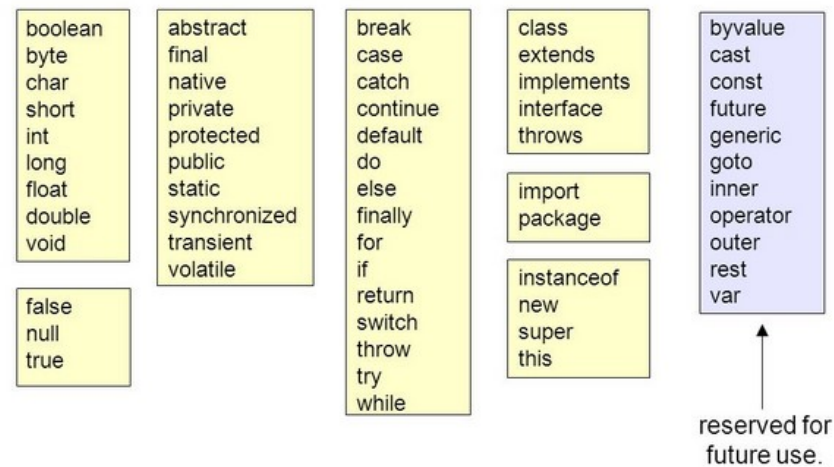 boolean
byte
char
short
int
long
float
double
void
false
null
true
abstract
final
native
private
protected
public
static
synchronized
transient
volatile
break
case
catch
continue
default
do
else
finally
for
if
return
switch
throw
try
while
class
extends
implements
interface
throws
import
package
instanceof
new
super
this
byvalue
cast
const
future
generic
goto
inner
operator
outer
rest
var
reserved for
future use.